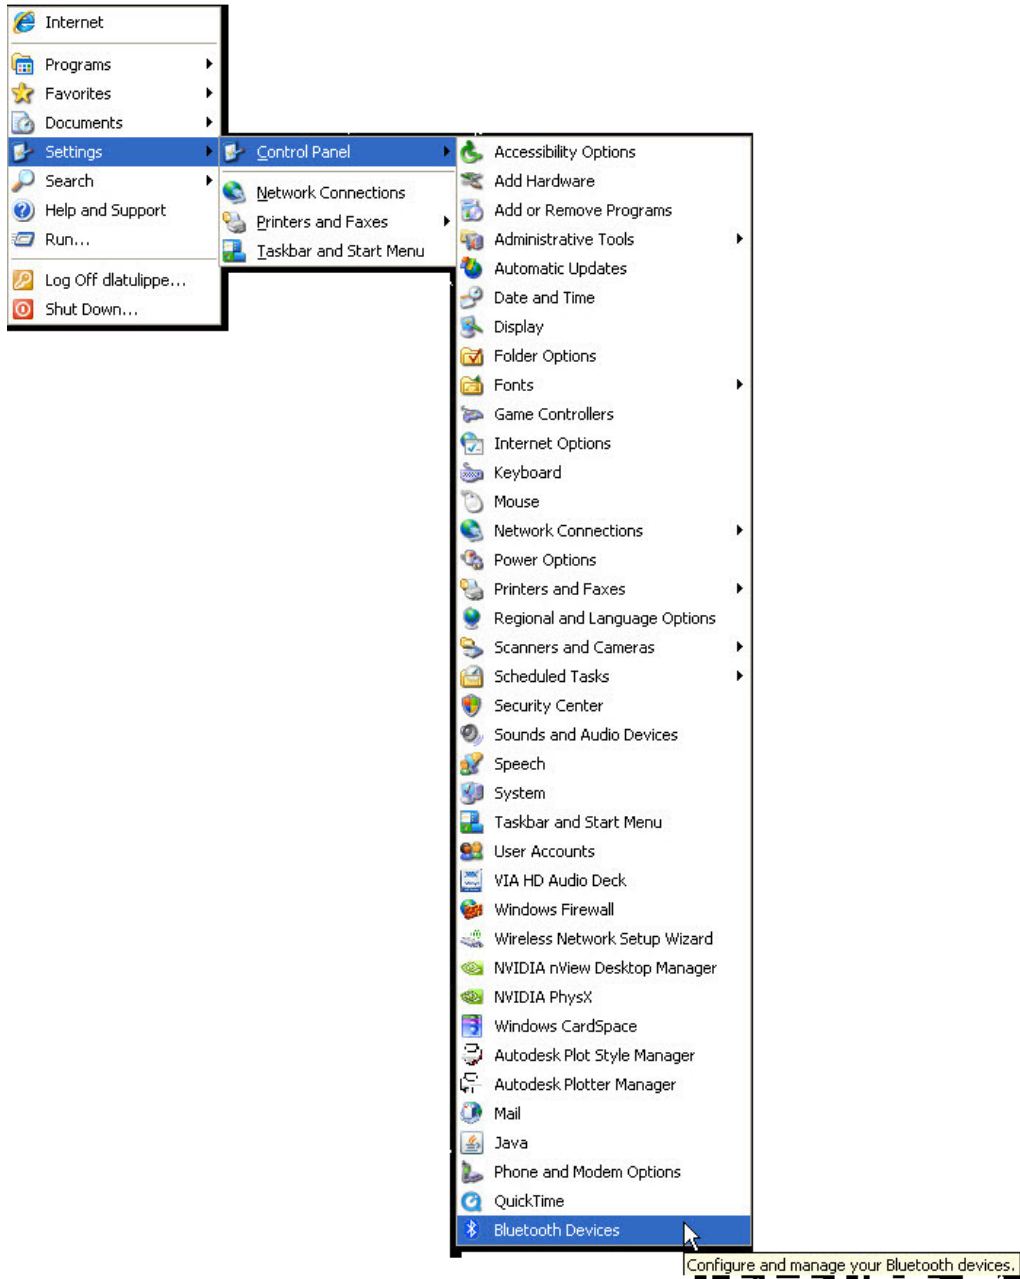 Internet
Programs
Favorites
Documents
Settings
Search
Help and Support
Run...
Log Off dlatulippe...
Shut Down...
Control Panel
Network Connections
Printers and Faxes
Taskbar and Start Menu
Accessibility Options
Add Hardware
Add or Remove Programs
Administrative Tools
Automatic Updates
Date and Time
Display
Folder Options
Fonts
Game Controllers
Internet Options
Keyboard
Mouse
Network Connections
Power Options
Printers and Faxes
Regional and Language Options
Scanners and Cameras
Scheduled Tasks
Security Center
Sounds and Audio Devices
Speech
System
Taskbar and Start Menu
User Accounts
VIA HD Audio Deck
Windows Firewall
Wireless Network Setup Wizard
NVIDIA nView Desktop Manager
NVIDIA PhysX
Windows CardSpace
Autodesk Plot Style Manager
Autodesk Plotter Manager
Mail
Java
Phone and Modem Options
QuickTime
Bluetooth Devices
Configure and manage your Bluetooth devices.